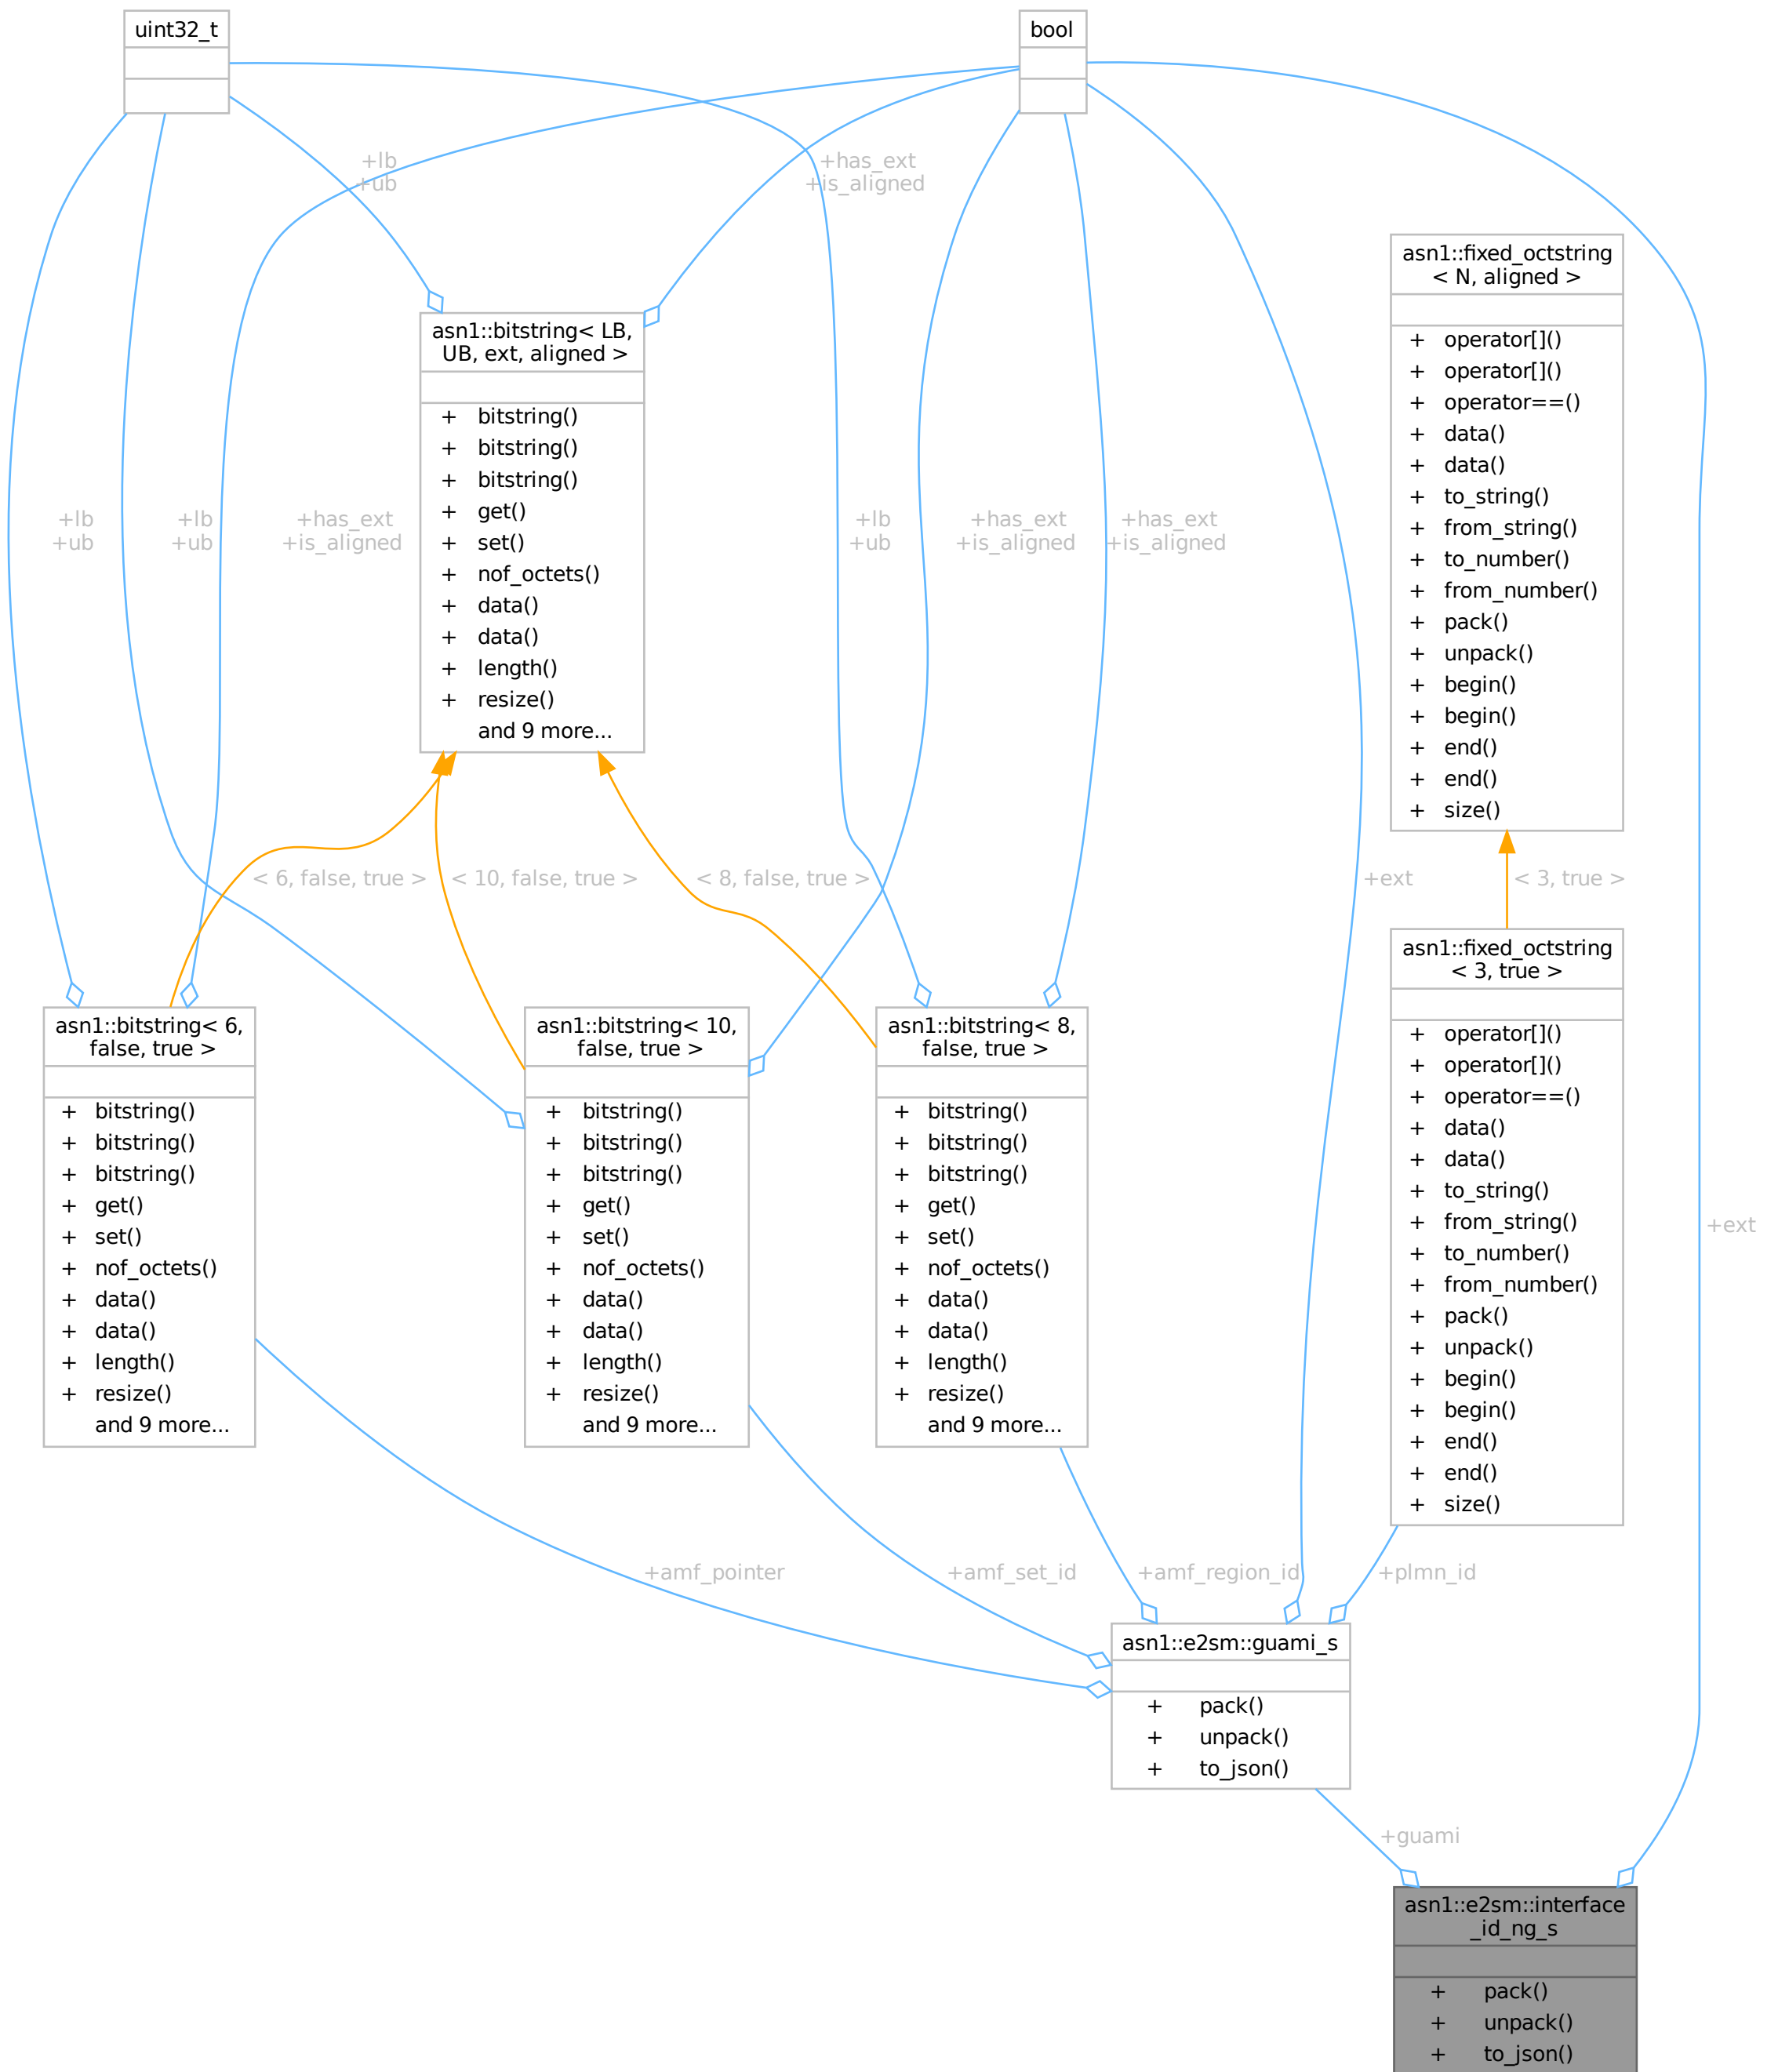 uint32_t
bool
+lb
+ub
+has_ext
+is_aligned
asn1::fixed_octstring
< N, aligned >
+ operator[]()
+ operator[]()
+ operator==()
+ data()
+ data()
+ to_string()
+ from_string()
+ to_number()
+ from_number()
+ pack()
+ unpack()
+ begin()
+ begin()
+ end()
+ end()
+ size()
asn1::bitstring< LB,
UB, ext, aligned >
+ bitstring()
+ bitstring()
+ bitstring()
+ get()
+ set()
+ nof_octets()
+ data()
+ data()
+ length()
+ resize()
and 9 more...
+lb
+ub
+lb
+ub
+has_ext
+is_aligned
+lb
+ub
+has_ext
+is_aligned
+has_ext
+is_aligned
< 6, false, true >
< 10, false, true >
< 8, false, true >
+ext
< 3, true >
asn1::fixed_octstring
< 3, true >
+ operator[]()
+ operator[]()
+ operator==()
+ data()
+ data()
+ to_string()
+ from_string()
+ to_number()
+ from_number()
+ pack()
+ unpack()
+ begin()
+ begin()
+ end()
+ end()
+ size()
asn1::bitstring< 6,
false, true >
+ bitstring()
+ bitstring()
+ bitstring()
+ get()
+ set()
+ nof_octets()
+ data()
+ data()
+ length()
+ resize()
and 9 more...
asn1::bitstring< 10,
false, true >
+ bitstring()
+ bitstring()
+ bitstring()
+ get()
+ set()
+ nof_octets()
+ data()
+ data()
+ length()
+ resize()
and 9 more...
asn1::bitstring< 8,
false, true >
+ bitstring()
+ bitstring()
+ bitstring()
+ get()
+ set()
+ nof_octets()
+ data()
+ data()
+ length()
+ resize()
and 9 more...
+ext
+amf_pointer
+amf_set_id
+amf_region_id
+plmn_id
asn1::e2sm::guami_s
+ pack()
+ unpack()
+ to_json()
+guami
asn1::e2sm::interface
_id_ng_s
+ pack()
+ unpack()
+ to_json()